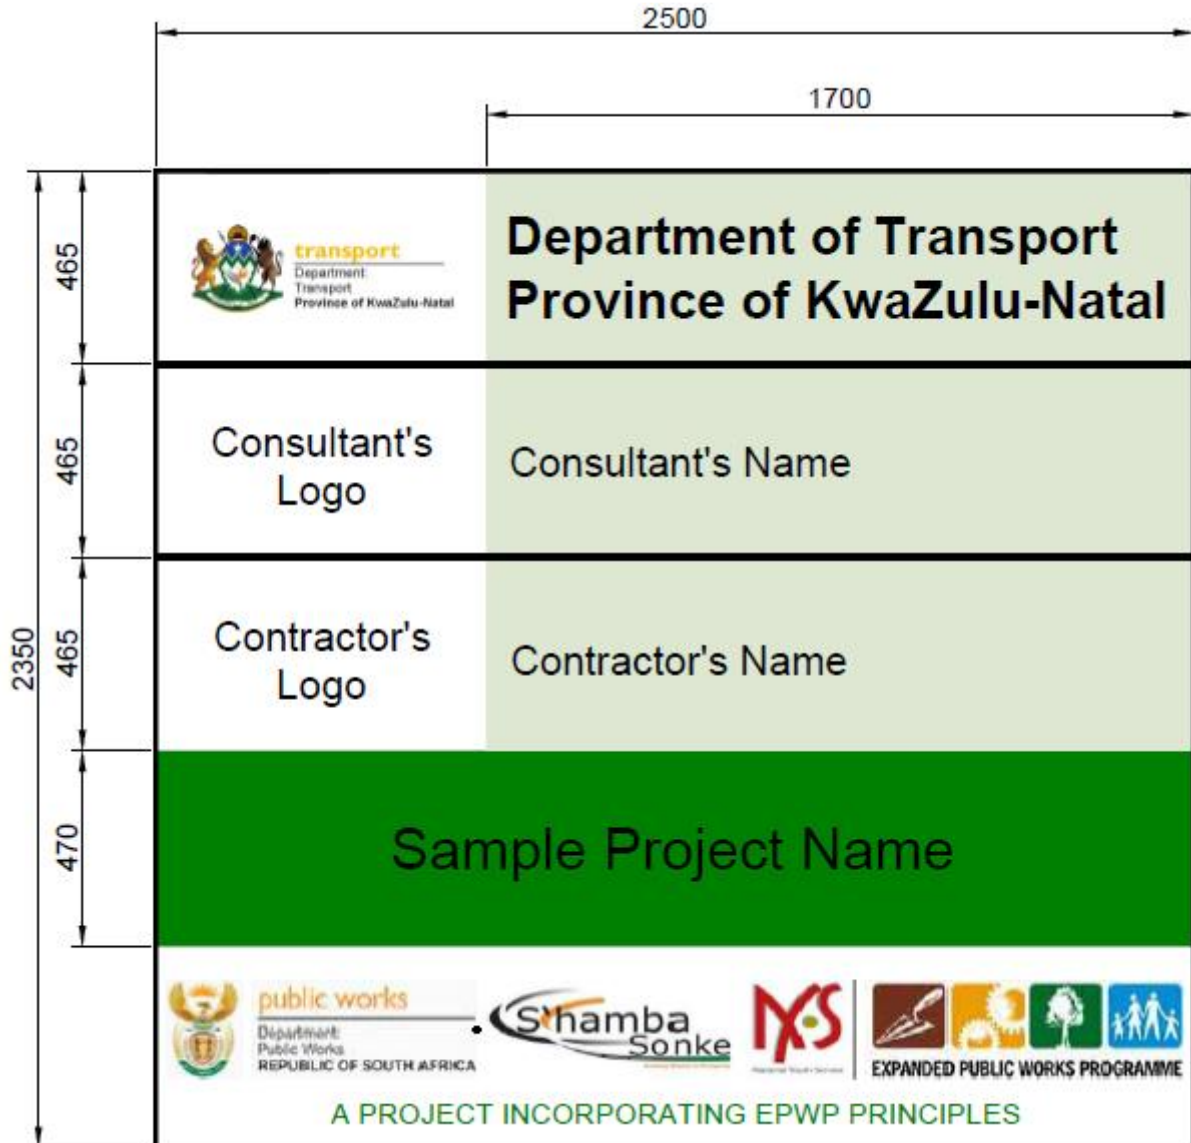 2500
1700
465
transport
Department:
Transport
Province of KwaZulu-Natal
Department of Transport
Province of KwaZulu-Natal
465
Consultant's
Logo
Consultant's Name
2350
465
Contractor's
Logo
Contractor's Name
470
Sample Project Name
public works
Department:
Public Works
REPUBLIC OF SOUTH AFRICA
S'hamba
Sonke
NYS
EXPANDED PUBLIC WORKS PROGRAMME
A PROJECT INCORPORATING EPWP PRINCIPLES